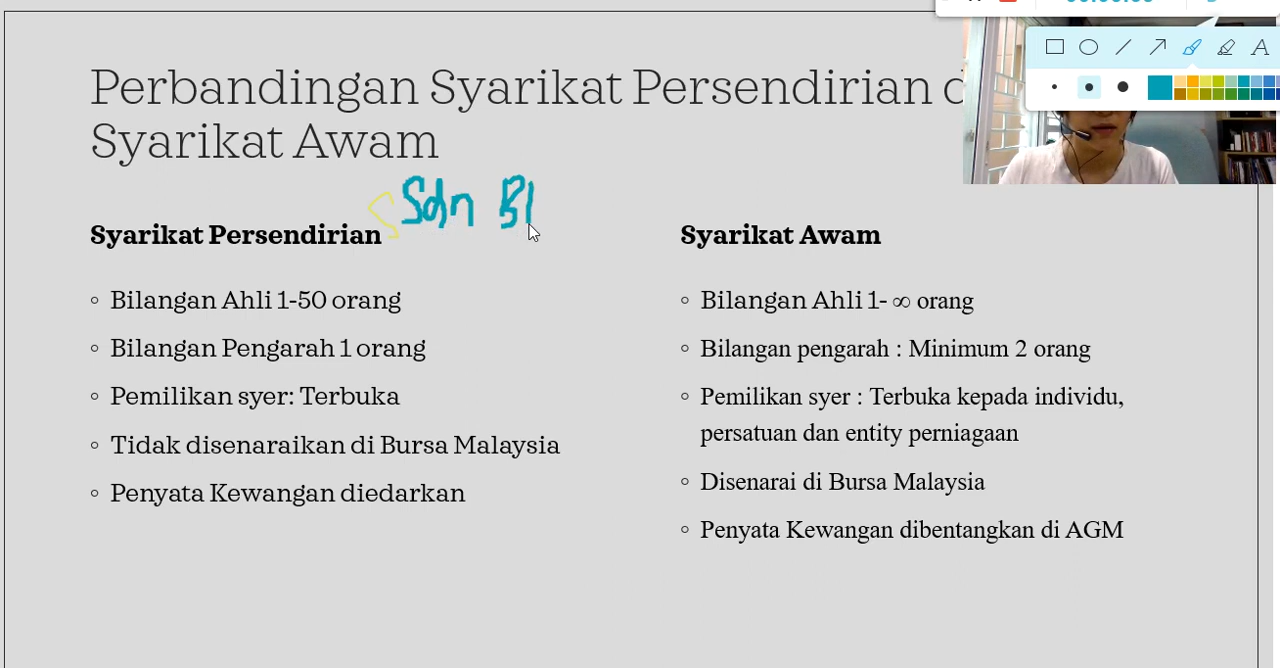 Perbandingan Syarikat Persendirian
Syarikat Awam
Sdn
Syarikat Persendirian
◦ Bilangan Ahli 1-50 orang
◦ Bilangan Pengarah 1 orang
◦ Pemilikan syer: Terbuka
◦ Tidak disenaraikan di Bursa Malaysia
◦ Penyata Kewangan diedarkan
Syarikat Awam
◦ Bilangan Ahli 1- ∞ orang
◦ Bilangan pengarah : Minimum 2 orang
◦ Pemilikan syer : Terbuka kepada individu,
persatuan dan entity perniagaan
◦ Disenarai di Bursa Malaysia
◦ Penyata Kewangan dibentangkan di AGM
A